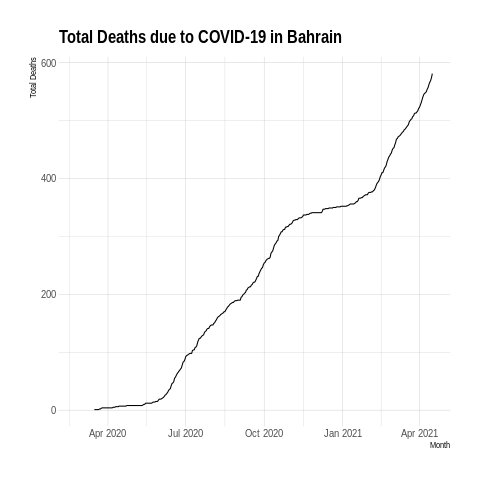 Total Deaths due to COVID-19 in Bahrain
Total Deaths
600
400
200
0
Apr 2020
Jul 2020
Oct 2020
Jan 2021
Apr 2021
Month